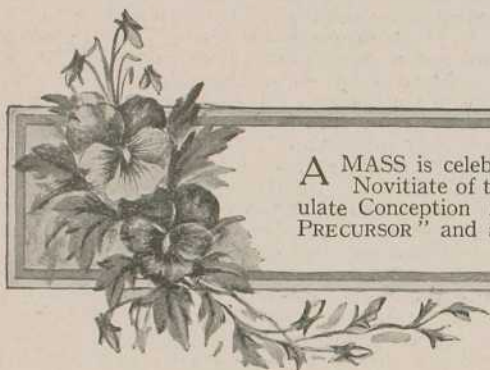 A MASS is celeb
Novitiate of t
ulate Conception
PRECURSOR" and a